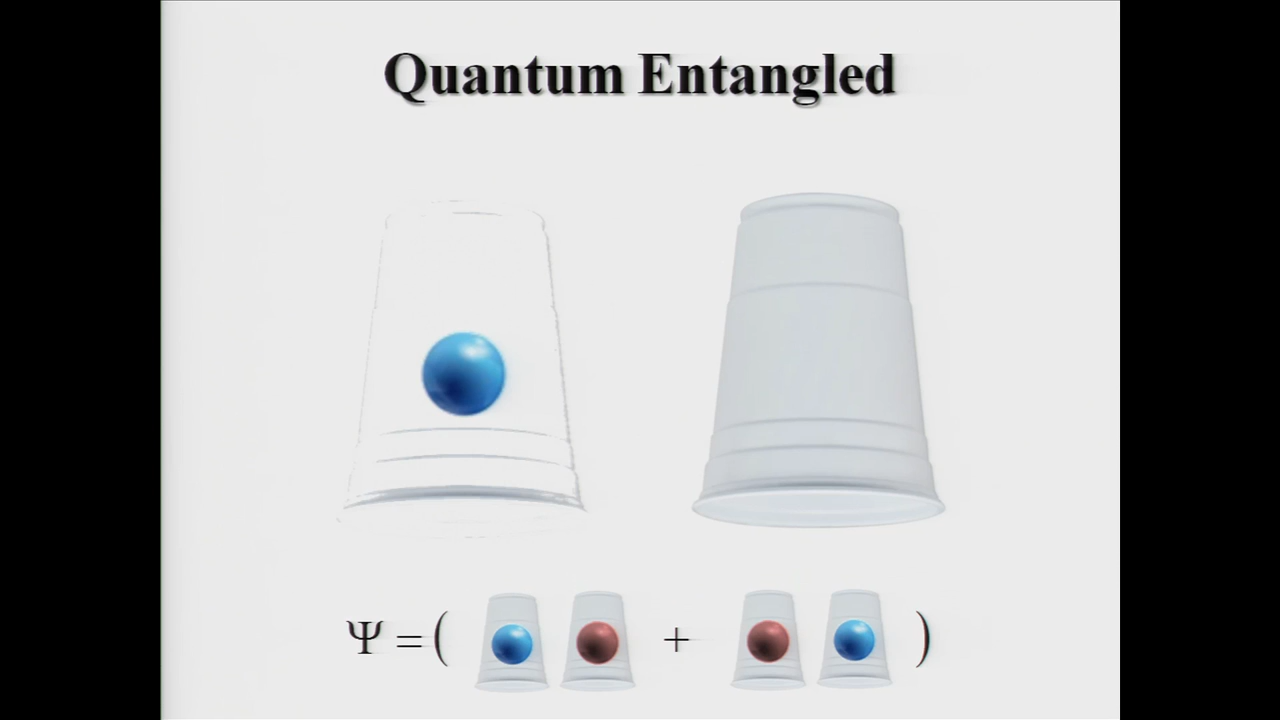 Quantum Entangled
Ψ = ( + )